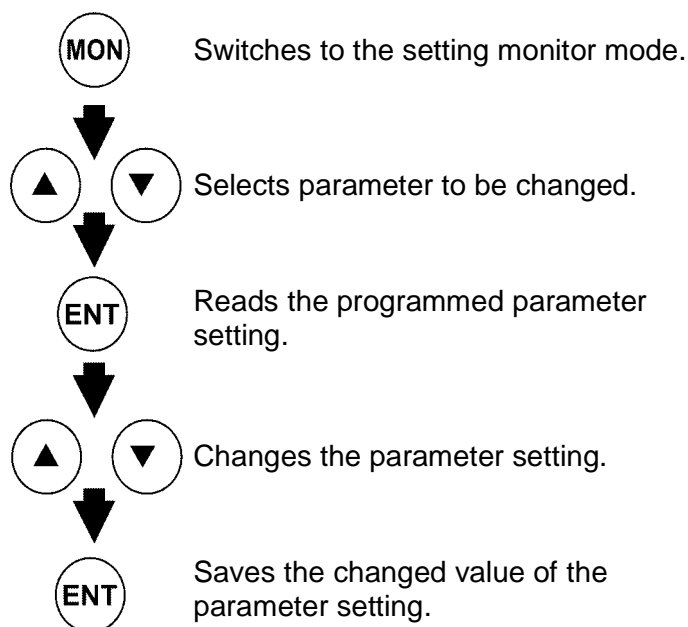 MON Switches to the setting monitor mode.
▲ ▼ Selects parameter to be changed.
ENT Reads the programmed parameter
setting.
▲ ▼ Changes the parameter setting.
ENT Saves the changed value of the
parameter setting.